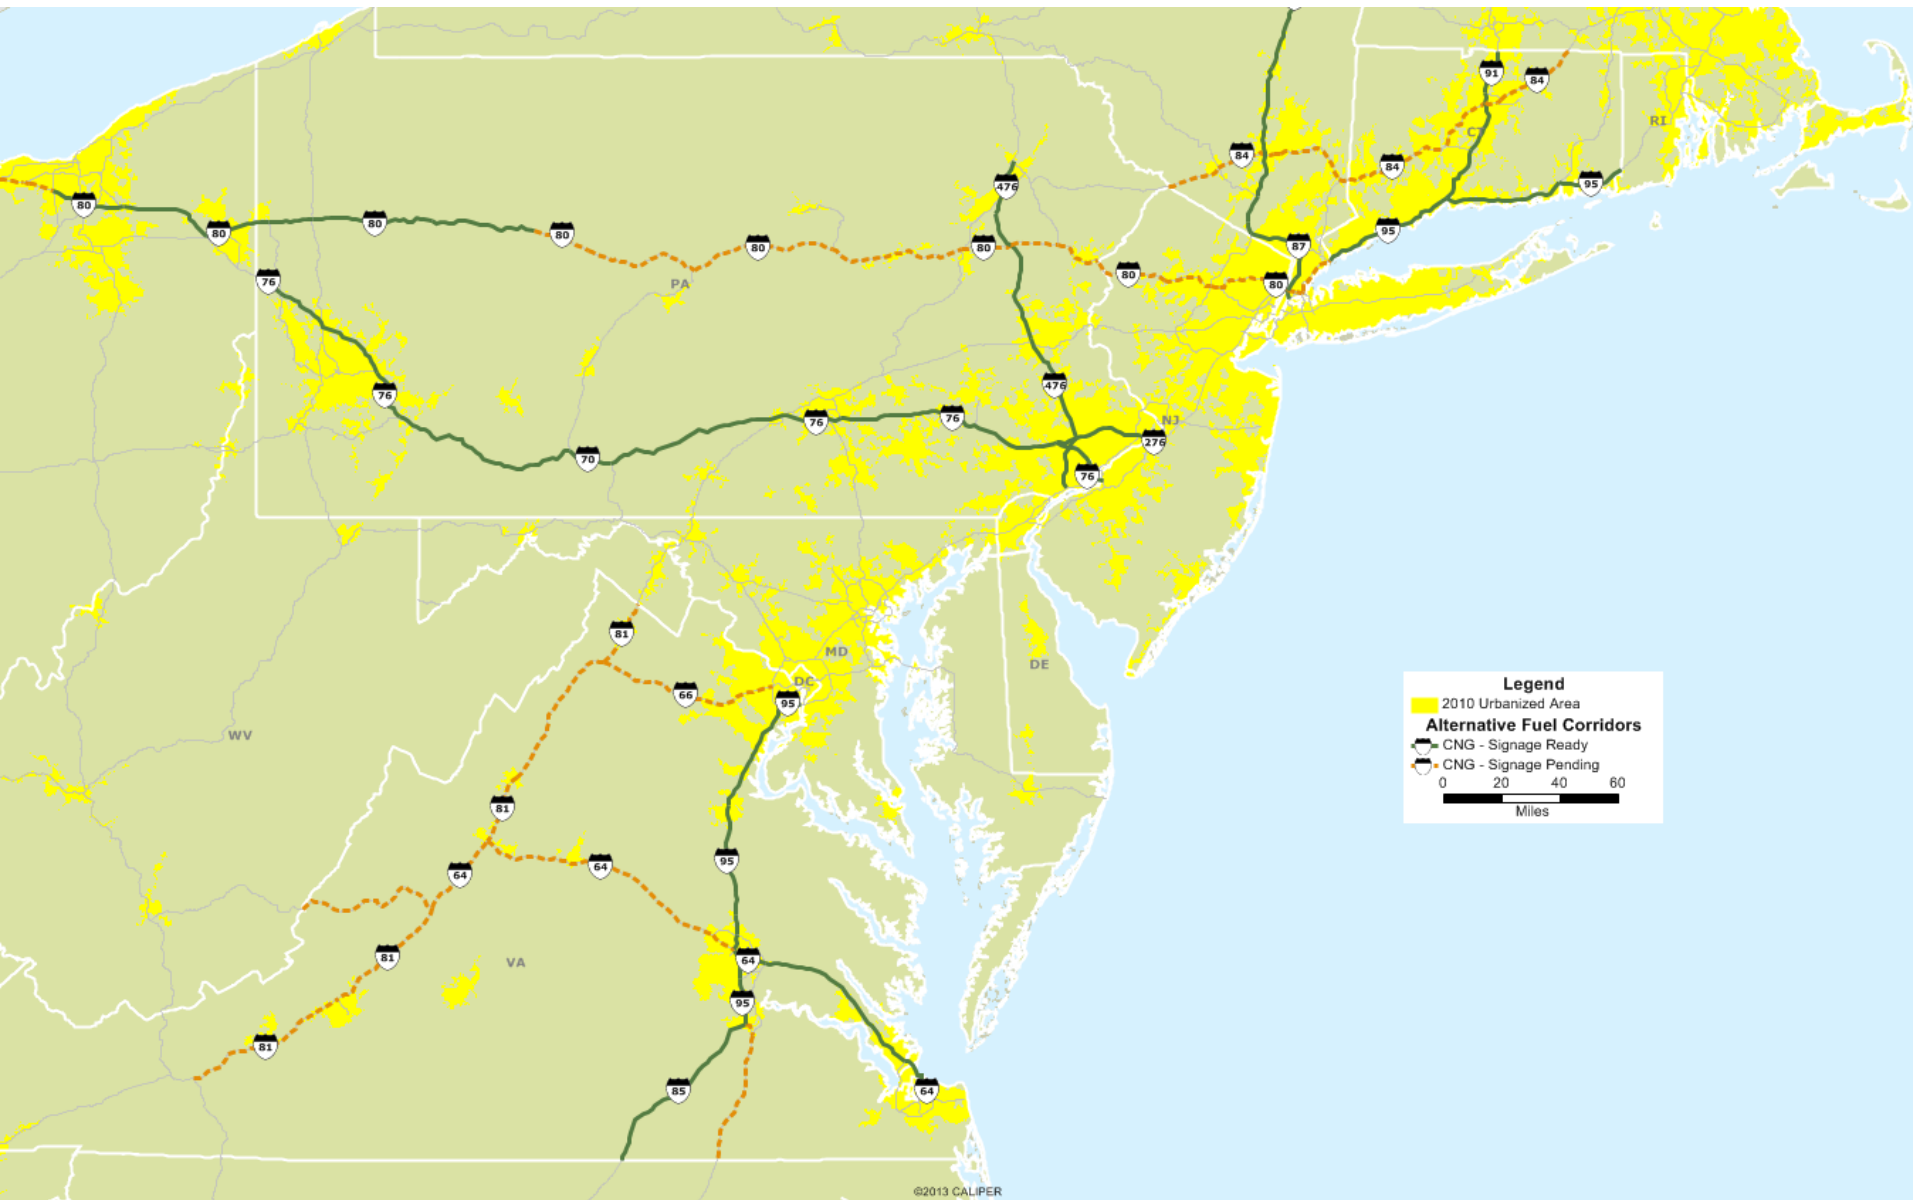 91
84
RI
CT
84
84
476
95
80
80
80
80
95
87
80
80
80
76
PA
80
476
76
NJ
76
76
276
70
76
81
MD
DE
DC
66
95
WV
Legend
2010 Urbanized Area
Alternative Fuel Corridors
CNG - Signage Ready
CNG - Signage Pending
0 20 40 60
Miles
81
95
64
64
81
VA
64
95
81
85
64
©2013 CALIPER